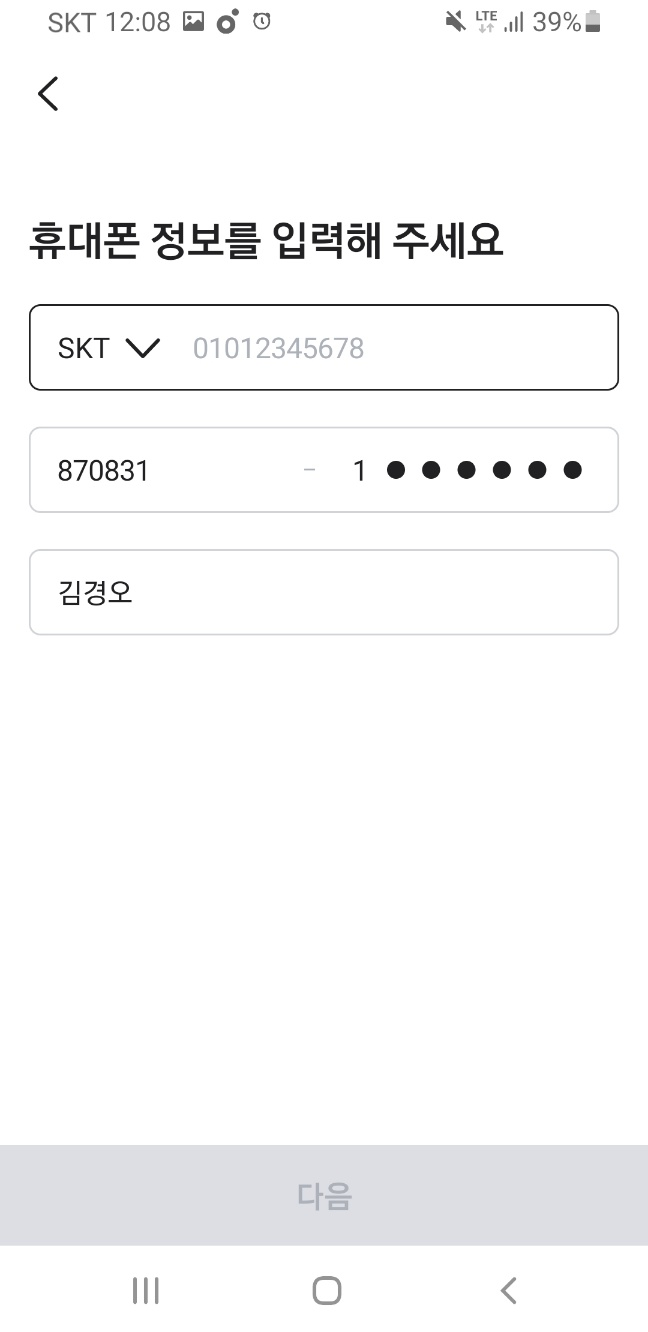 SKT 12:08 LTE 39%
휴대폰 정보를 입력해 주세요
SKT 01012345678
870831 - 1 ● ● ● ● ● ●
김경오
다음